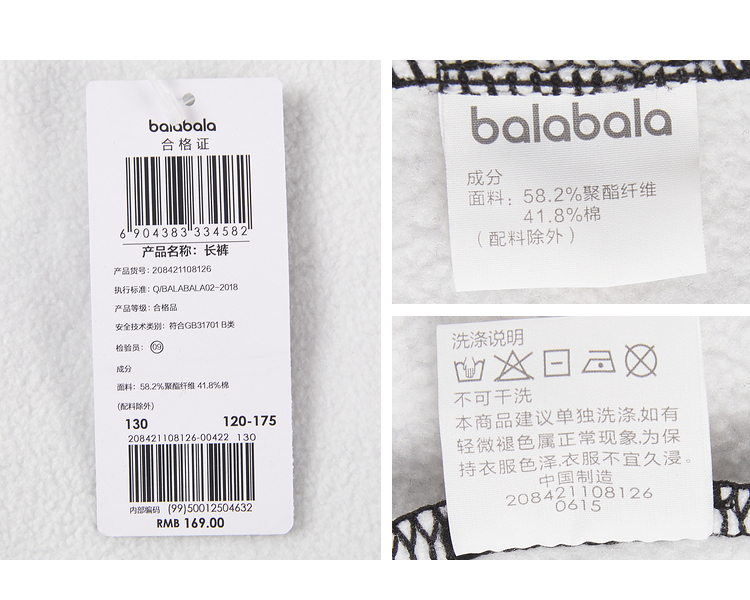 balabala
合格证
6 904383 334582
产品名称：长裤
产品货号：208421108126
执行标准：Q/BALABALA02-2018
产品等级：合格品
安全技术类别：符合GB31701 B类
检验员：09
成分
面料：58.2%聚酯纤维 41.8%棉
(配料除外)
130 120-175
208421108126-00422 130
内部编码 (99)50012504632
RMB 169.00
balabala
成分
面料：58.2%聚酯纤维
41.8%棉
（配料除外）
洗涤说明
不可干洗
本商品建议单独洗涤,如有
轻微褪色属正常现象,为保
持衣服色泽,衣服不宜久浸。
中国制造
208421108126
0615